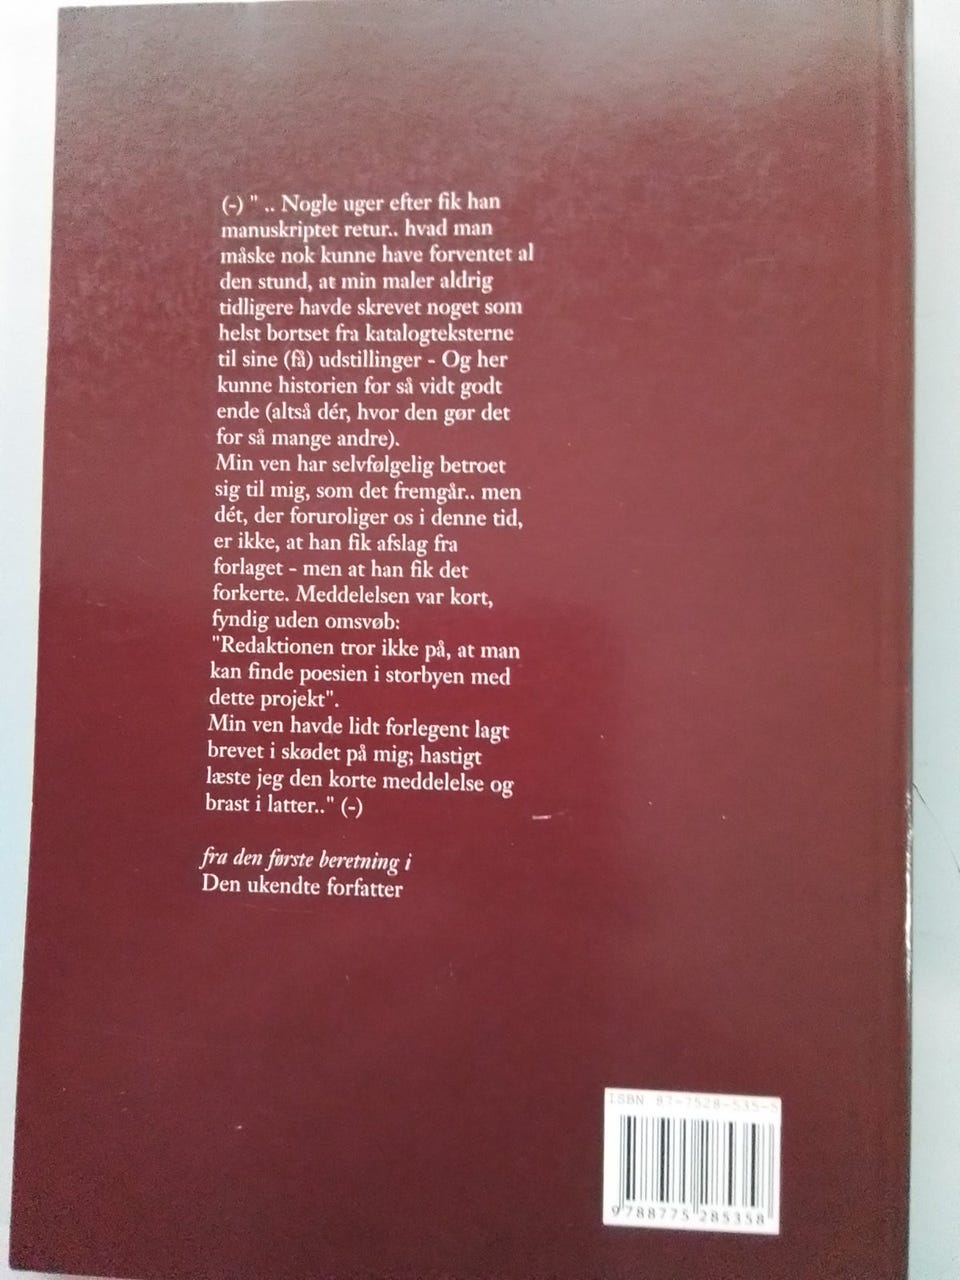 (-) " .. Nogle uger efter fik han
manuskriptet retur.. hvad man
måske nok kunne have forventet al
den stund, at min maler aldrig
tidligere havde skrevet noget som
helst bortset fra katalogteksterne
til sine (få) udstillinger - Og her
kunne historien for så vidt godt
ende (altså dér, hvor den gør det
for så mange andre).
Min ven har selvfølgelig betroet
sig til mig, som det fremgår.. men
dét, der foruroliger os i denne tid,
er ikke, at han fik afslag fra
forlaget - men at han fik det
forkerte. Meddelelsen var kort,
fyndig uden omsvøb:
"Redaktionen tror ikke på, at man
kan finde poesien i storbyen med
dette projekt".
Min ven havde lidt forlegent lagt
brevet i skødet på mig; hastigt
læste jeg den korte meddelelse og
brast i latter.." (-)
fra den første beretning i
Den ukendte forfatter
ISBN 87-7528-535-5
9 788775 285358